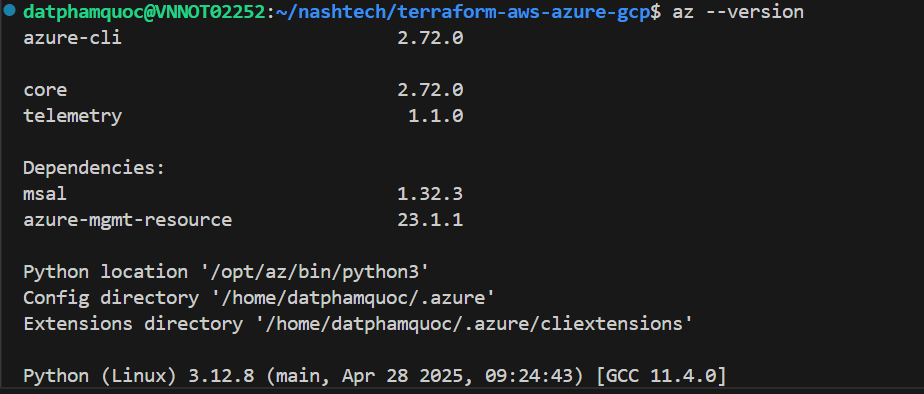 datphamquoc@VNNOT02252:~/nashtech/terraform-aws-azure-gcp$ az --version
azure-cli                         2.72.0
core                              2.72.0
telemetry                          1.1.0
Dependencies:
msal                              1.32.3
azure-mgmt-resource               23.1.1
Python location '/opt/az/bin/python3'
Config directory '/home/datphamquoc/.azure'
Extensions directory '/home/datphamquoc/.azure/cliextensions'
Python (Linux) 3.12.8 (main, Apr 28 2025, 09:24:43) [GCC 11.4.0]